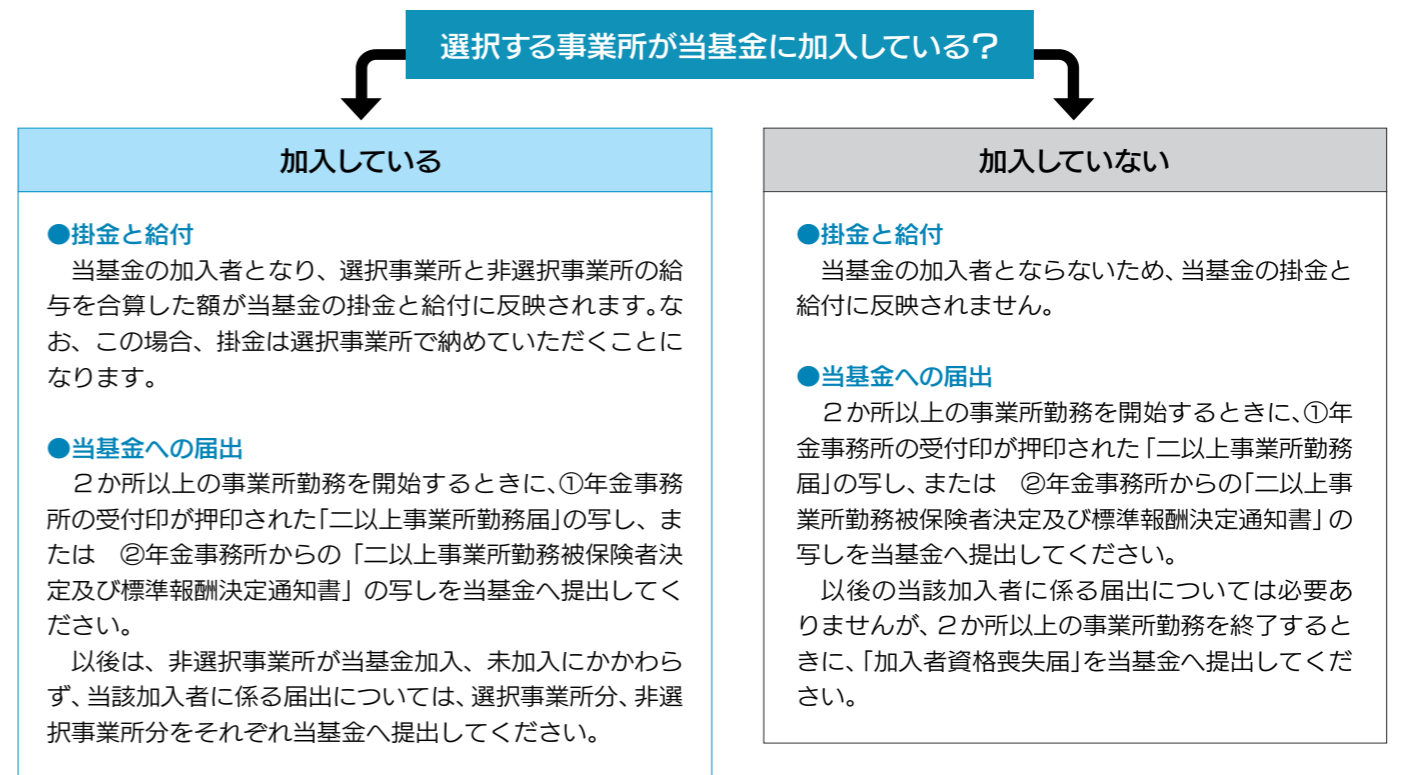 選択する事業所が当基金に加入している?
加入している
●掛金と給付
　当基金の加入者となり、選択事業所と非選択事業所の給
与を合算した額が当基金の掛金と給付に反映されます。な
お、この場合、掛金は選択事業所で納めていただくことに
なります。
●当基金への届出
　２か所以上の事業所勤務を開始するときに、①年金事務
所の受付印が押印された「二以上事業所勤務届」の写し、ま
たは　②年金事務所からの「二以上事業所勤務被保険者決
定及び標準報酬決定通知書」の写しを当基金へ提出してく
ださい。
　以後は、非選択事業所が当基金加入、未加入にかかわら
ず、当該加入者に係る届出については、選択事業所分、非選
択事業所分をそれぞれ当基金へ提出してください。
加入していない
●掛金と給付
　当基金の加入者とならないため、当基金の掛金と
給付に反映されません。
●当基金への届出
　２か所以上の事業所勤務を開始するときに、①年
金事務所の受付印が押印された「二以上事業所勤務
届」の写し、または　②年金事務所からの「二以上事
業所勤務被保険者決定及び標準報酬決定通知書」の
写しを当基金へ提出してください。
　以後の当該加入者に係る届出については必要あ
りませんが、２か所以上の事業所勤務を終了すると
きに、「加入者資格喪失届」を当基金へ提出してくだ
さい。